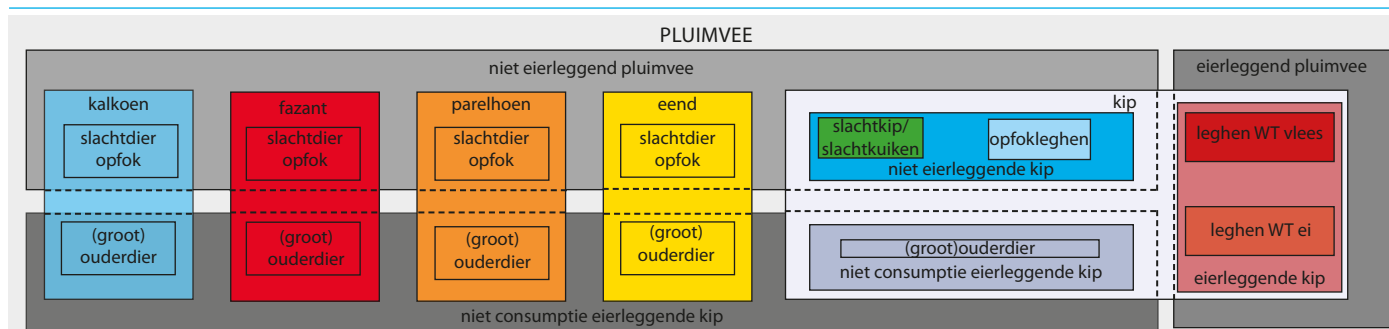 PLUIMVEE
niet eierleggend pluimvee
eierleggend pluimvee
kalkoen
slachtdier
opfok
(groot)
ouderdier
fazant
slachtdier
opfok
(groot)
ouderdier
parelhoen
slachtdier
opfok
(groot)
ouderdier
eend
slachtdier
opfok
(groot)
ouderdier
kip
slachtkip/
slachtkuiken
opfokleghen
niet eierleggende kip
(groot)ouderdier
niet consumptie eierleggende kip
leghen WT vlees
leghen WT ei
eierleggende kip
niet consumptie eierleggende kip